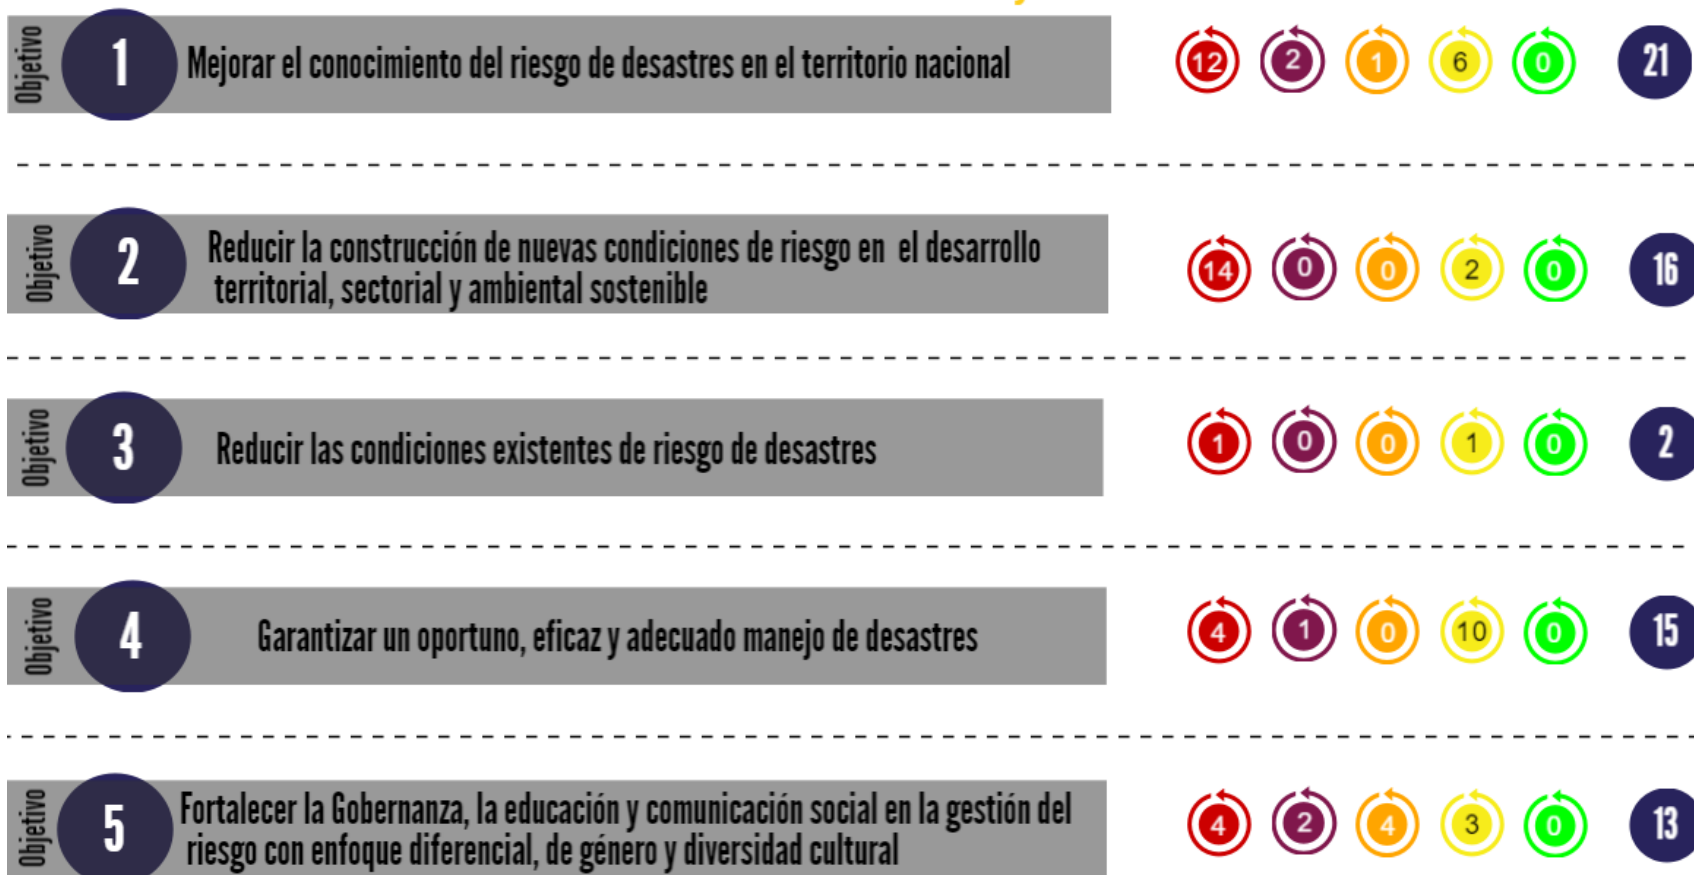 Objetivo
1
Mejorar el conocimiento del riesgo de desastres en el territorio nacional
12 2 1 6 0 21
Objetivo
2
Reducir la construcción de nuevas condiciones de riesgo en el desarrollo
territorial, sectorial y ambiental sostenible
14 0 0 2 0 16
Objetivo
3
Reducir las condiciones existentes de riesgo de desastres
1 0 0 1 0 2
Objetivo
4
Garantizar un oportuno, eficaz y adecuado manejo de desastres
4 1 0 10 0 15
Objetivo
5
Fortalecer la Gobernanza, la educación y comunicación social en la gestión del
riesgo con enfoque diferencial, de género y diversidad cultural
4 2 4 3 0 13